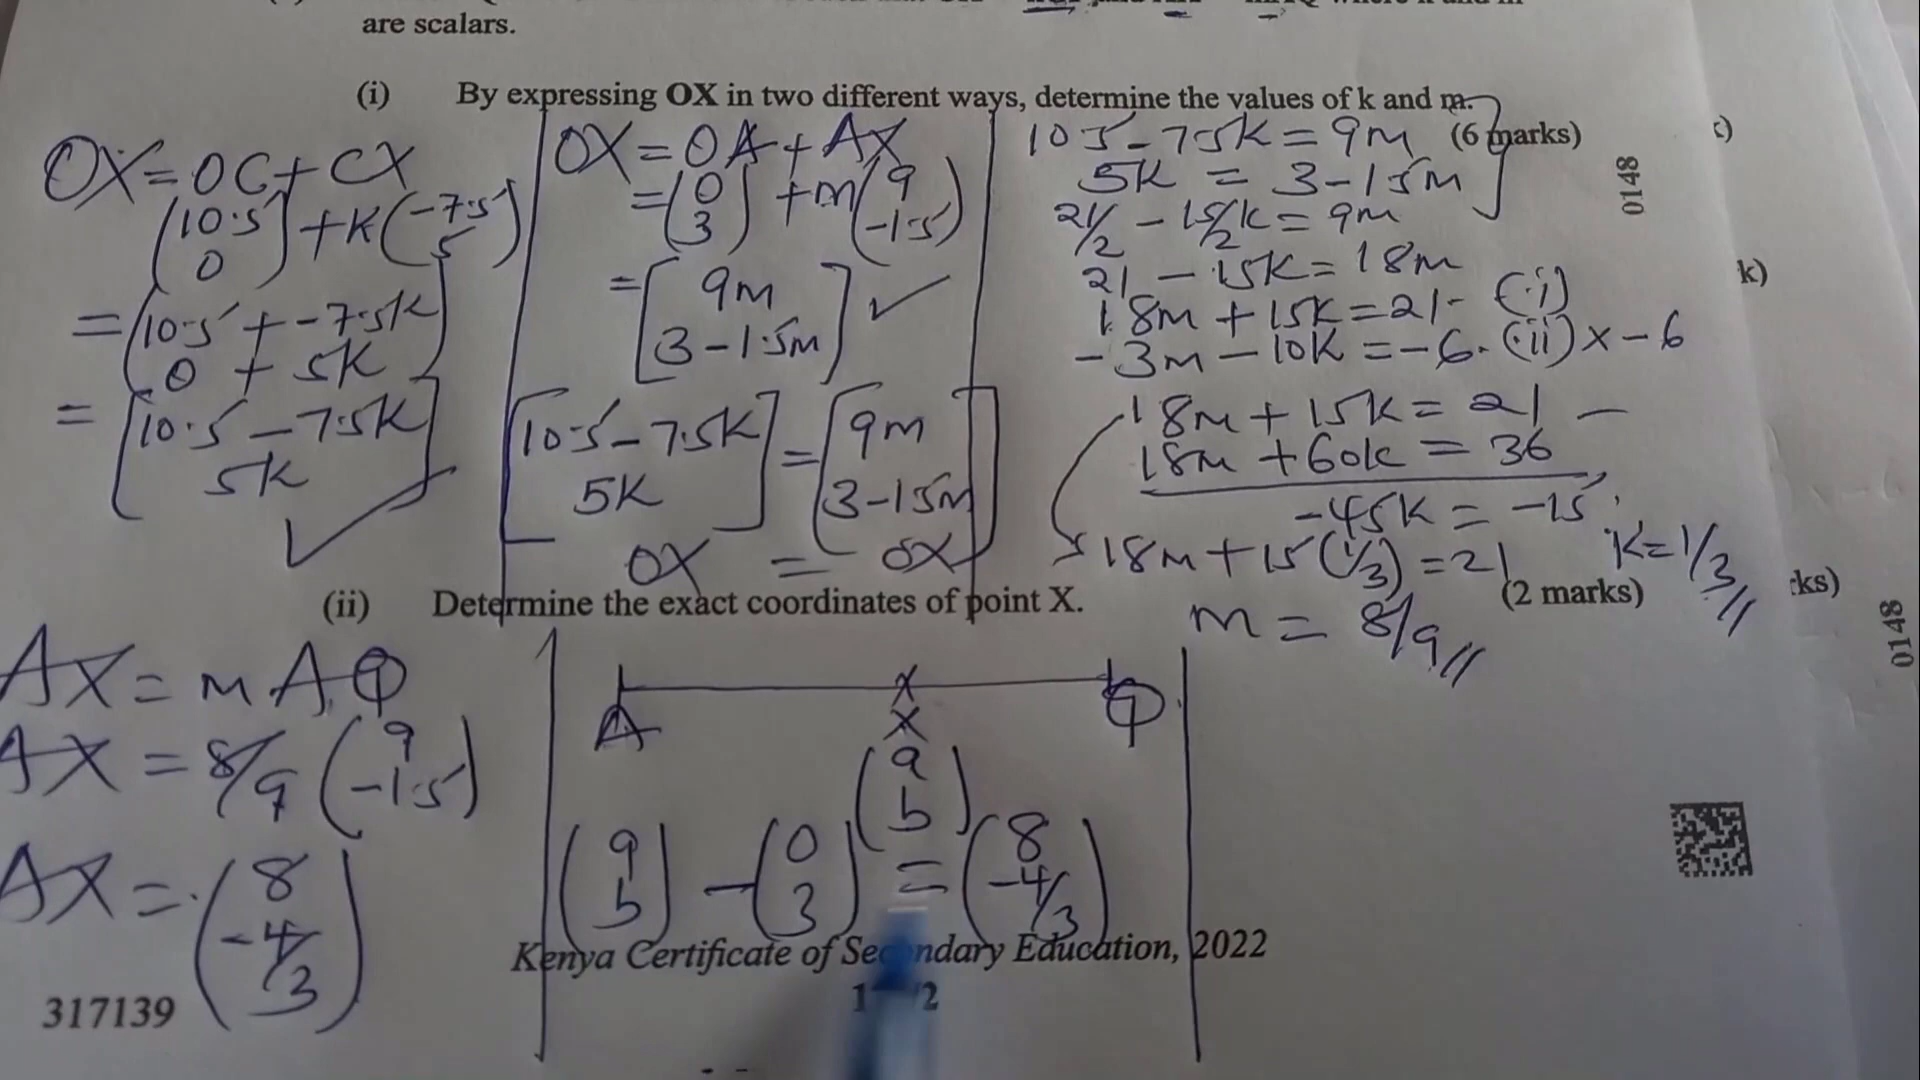 are scalars.
(i) By expressing OX in two different ways, determine the values of k and m.
(6 marks)
OX = OC + CX
(10.5 0) + K(-7.5 5)
= (10.5 + -7.5K 0 + 5K)
= [10.5 - 7.5K 5K]
OX = OA + AX
= (0 3) + m(9 -1.5)
= [9m 3 - 1.5m] ✓
[10.5 - 7.5K 5K] = [9m 3 - 1.5m]
OX = OX
10.5 - 7.5K = 9m
5K = 3 - 1.5m
21/2 - 15/2 K = 9m
21 - 15K = 18m
18m + 15K = 21 - (i)
- 3m - 10K = -6 - (ii) x - 6
18m + 15K = 21 -
18m + 60K = 36
-45K = -15
K = 1/3
18m + 15(1/3) = 21
m = 8/9
(ii) Determine the exact coordinates of point X.
(2 marks)
AX = m AQ
AX = 8/9 (9 -1.5)
AX = (8 -4/3)
A X Q
X
(a b)
(a b) - (0 3) = (8 -4/3)
Kenya Certificate of Secondary Education, 2022
317139
0148
c)
k)
ks)
0148